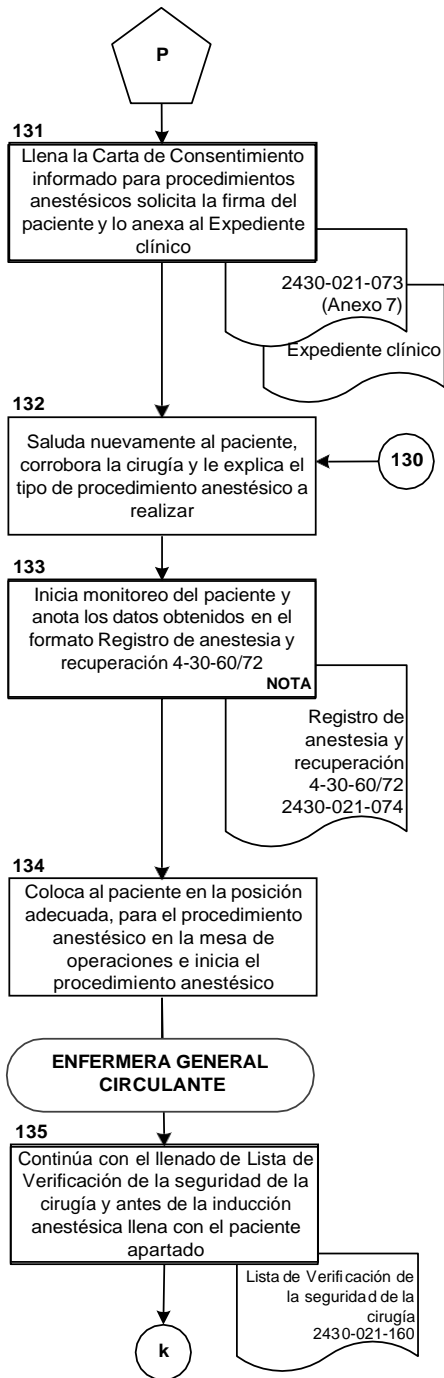 P
131
Llena la Carta de Consentimiento
informado para procedimientos
anestésicos solicita la firma del
paciente y lo anexa al Expediente
clínico
2430-021-073
(Anexo 7)
Expediente clínico
132
Saluda nuevamente al paciente,
corrobora la cirugía y le explica el
tipo de procedimiento anestésico a
realizar
130
133
Inicia monitoreo del paciente y
anota los datos obtenidos en el
formato Registro de anestesia y
recuperación 4-30-60/72
NOTA
Registro de
anestesia y
recuperación
4-30-60/72
2430-021-074
134
Coloca al paciente en la posición
adecuada, para el procedimiento
anestésico en la mesa de
operaciones e inicia el
procedimiento anestésico
ENFERMERA GENERAL
CIRCULANTE
135
Continúa con el llenado de Lista de
Verificación de la seguridad de la
cirugía y antes de la inducción
anestésica llena con el paciente
apartado
Lista de Verificación de
la seguridad de la
cirugía
2430-021-160
k